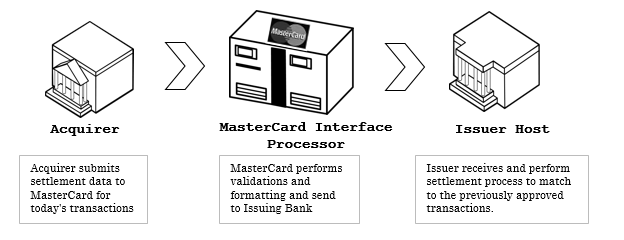 MasterCard
Acquirer
MasterCard Interface
Processor
Issuer Host
Acquirer submits
settlement data to
MasterCard for
today's transactions
MasterCard performs
validations and
formatting and send
to Issuing Bank
Issuer receives and perform
settlement process to match
to the previously approved
transactions.